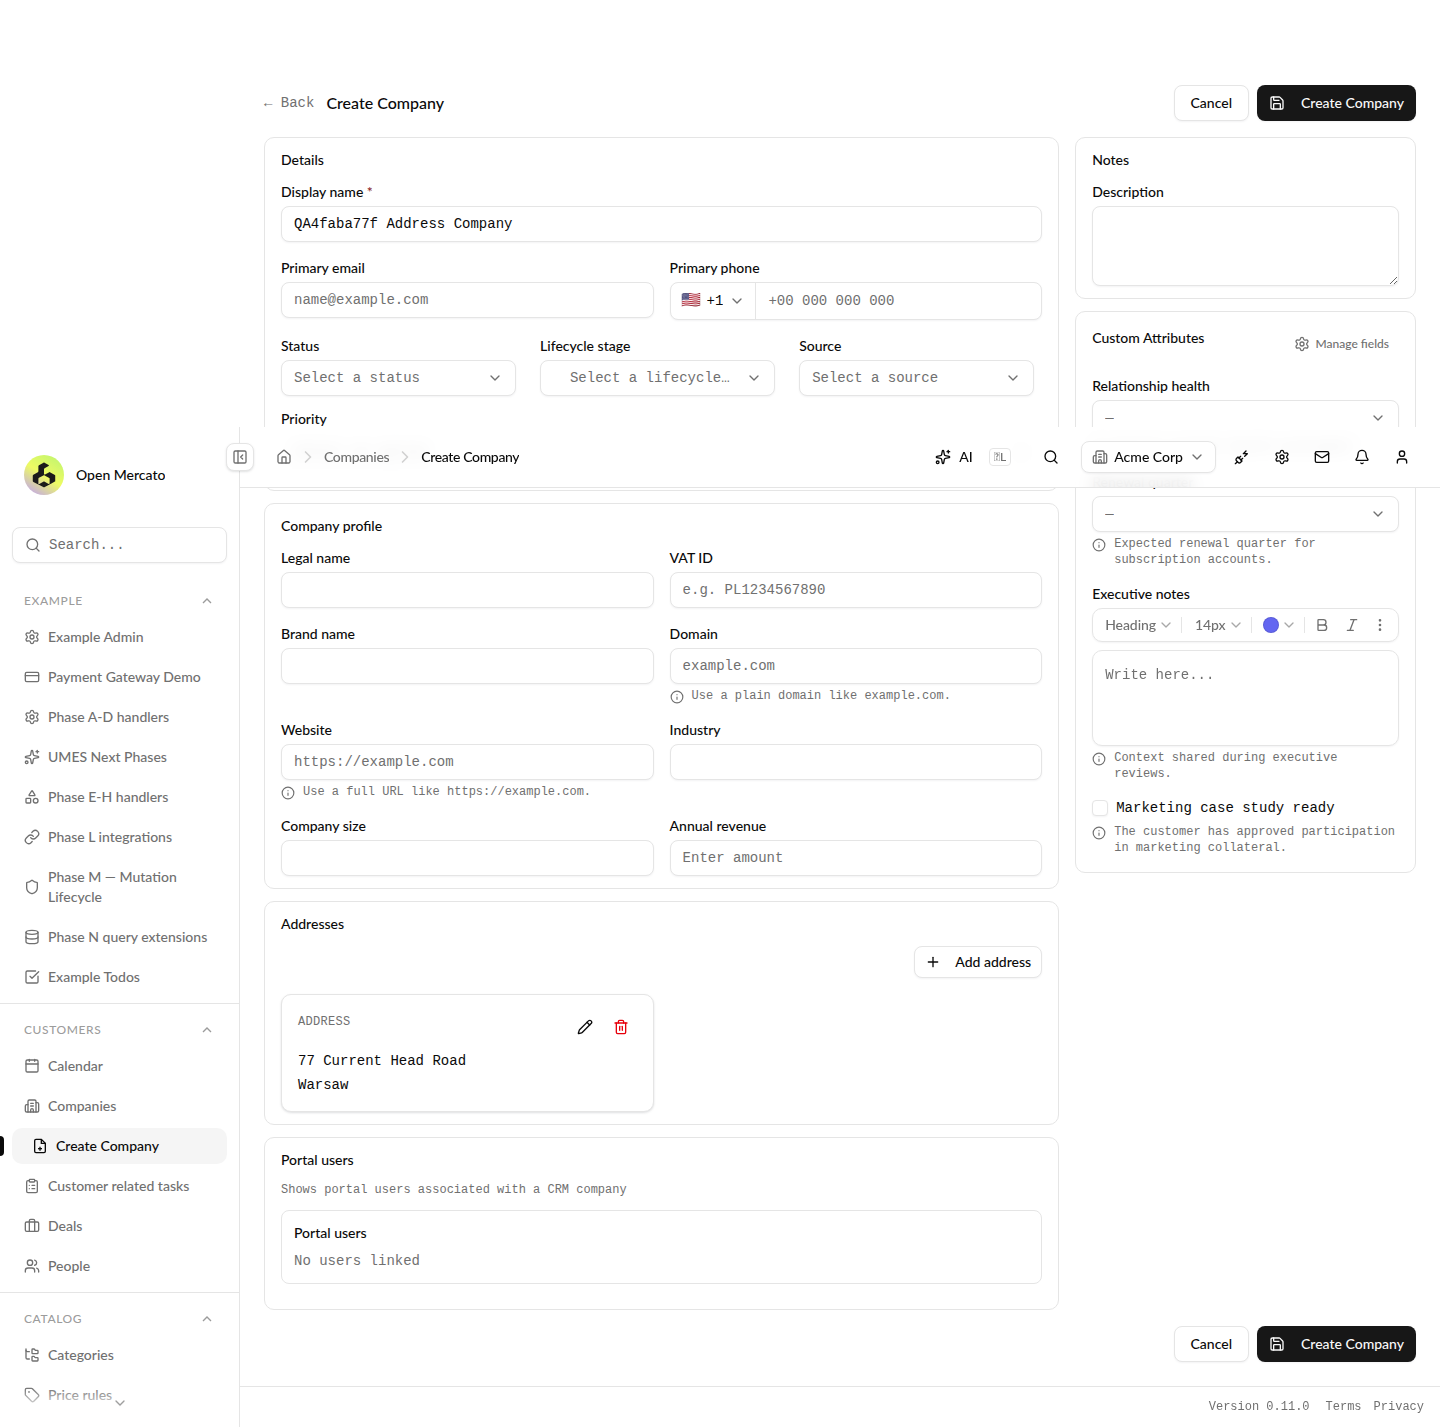 ← Back Create Company
Cancel
Create Company
Details
Display name *
QA4faba77f Address Company
Primary email
Primary phone
name@example.com
+1
+00 000 000 000
Status
Lifecycle stage
Source
Select a status
Select a lifecycle…
Select a source
Priority
Notes
Description
Custom Attributes
Manage fields
Relationship health
—
Open Mercato
Companies
Create Company
AI
Acme Corp
Search...
EXAMPLE
Example Admin
Payment Gateway Demo
Phase A-D handlers
UMES Next Phases
Phase E-H handlers
Phase L integrations
Phase M — Mutation
Lifecycle
Phase N query extensions
Example Todos
CUSTOMERS
Calendar
Companies
Create Company
Customer related tasks
Deals
People
CATALOG
Categories
Price rules
Company profile
Legal name
VAT ID
e.g. PL1234567890
Brand name
Domain
example.com
Use a plain domain like example.com.
Website
Industry
https://example.com
Use a full URL like https://example.com.
Company size
Annual revenue
Enter amount
Addresses
Add address
ADDRESS
77 Current Head Road
Warsaw
Portal users
Shows portal users associated with a CRM company
Portal users
No users linked
—
Expected renewal quarter for
subscription accounts.
Executive notes
Heading
14px
B I
Write here...
Context shared during executive
reviews.
Marketing case study ready
The customer has approved participation
in marketing collateral.
Cancel
Create Company
Version 0.11.0 Terms Privacy